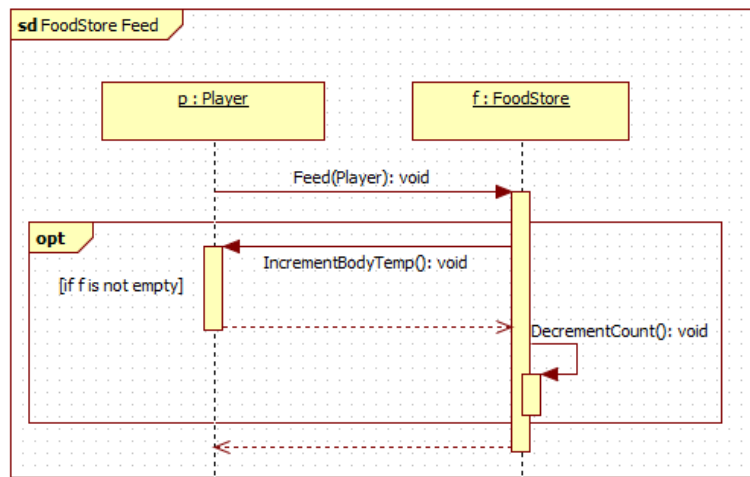 sd FoodStore Feed
p : Player
f : FoodStore
Feed(Player): void
opt
IncrementBodyTemp(): void
[if f is not empty]
DecrementCount(): void